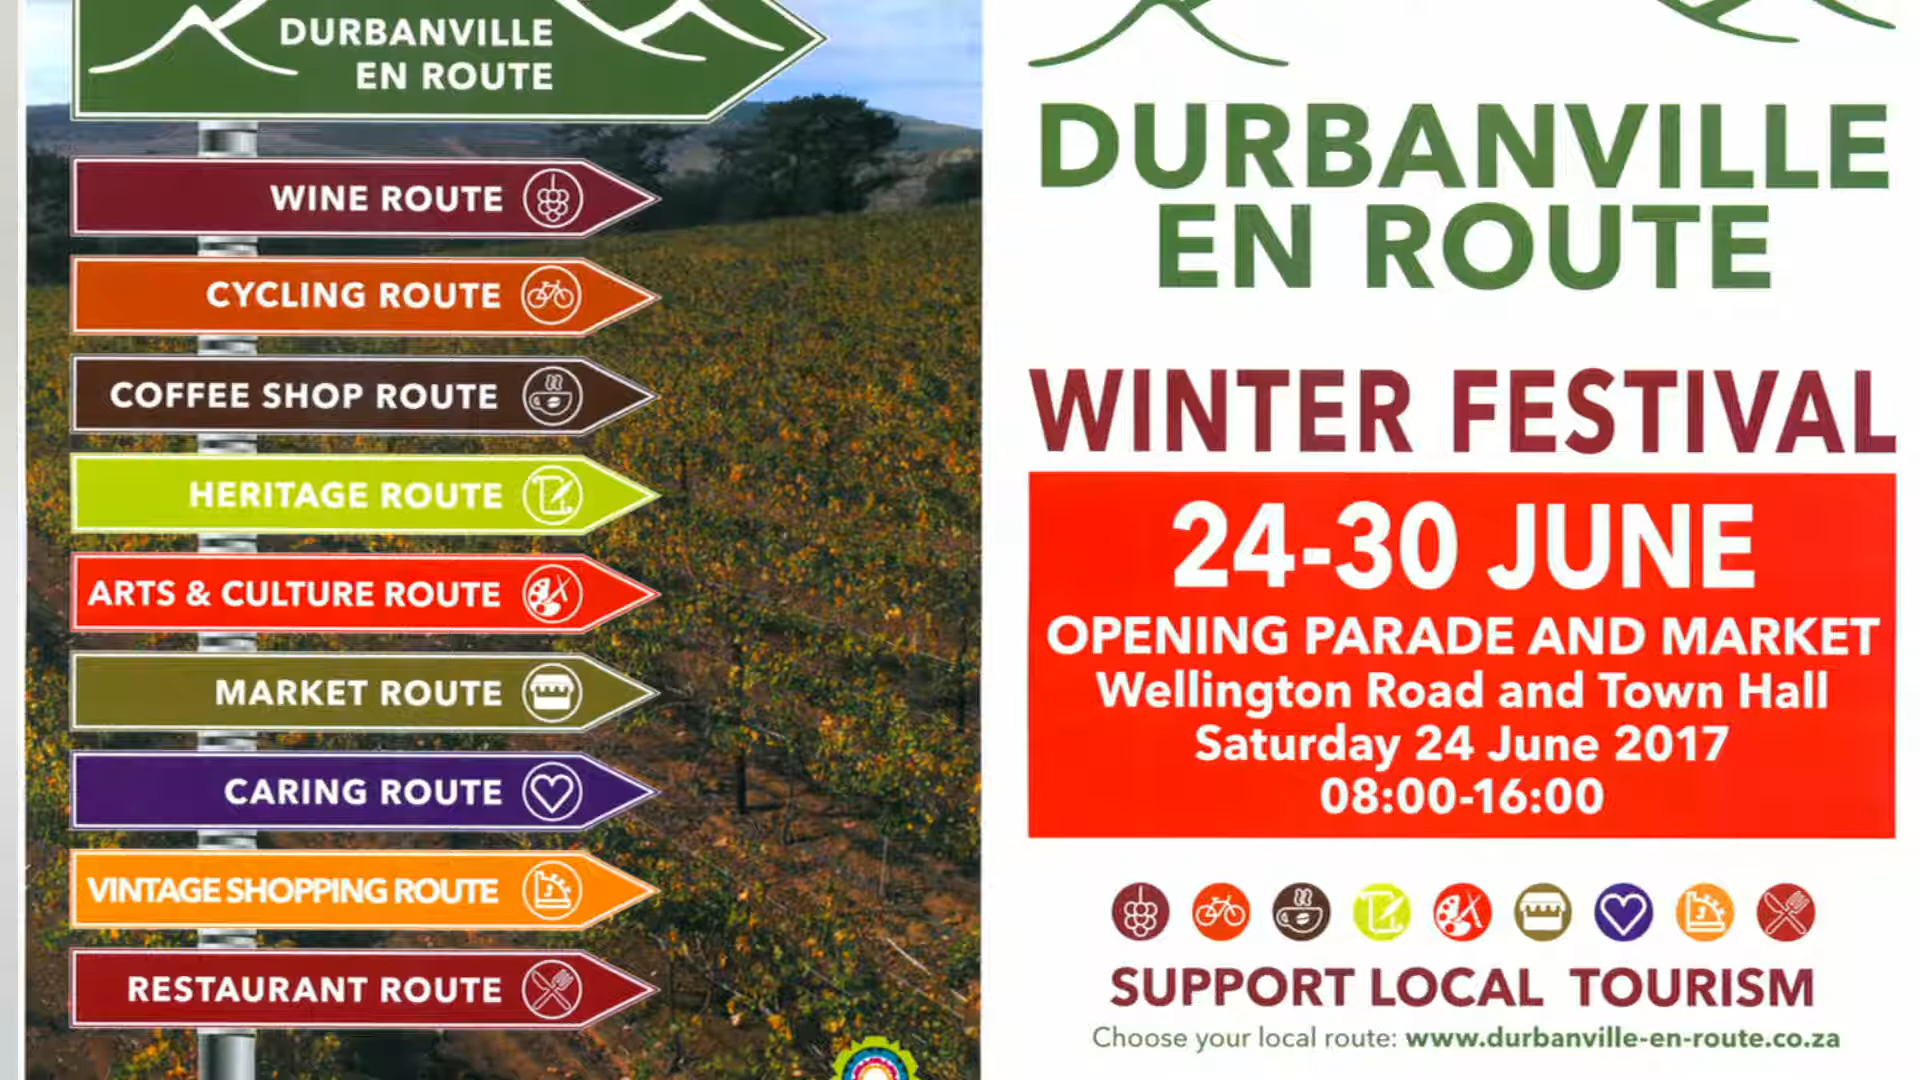 DURBANVILLE
EN ROUTE
WINE ROUTE
CYCLING ROUTE
COFFEE SHOP ROUTE
HERITAGE ROUTE
ARTS & CULTURE ROUTE
MARKET ROUTE
CARING ROUTE
VINTAGE SHOPPING ROUTE
RESTAURANT ROUTE
DURBANVILLE
EN ROUTE
WINTER FESTIVAL
24-30 JUNE
OPENING PARADE AND MARKET
Wellington Road and Town Hall
Saturday 24 June 2017
08:00-16:00
SUPPORT LOCAL TOURISM
Choose your local route: www.durbanville-en-route.co.za